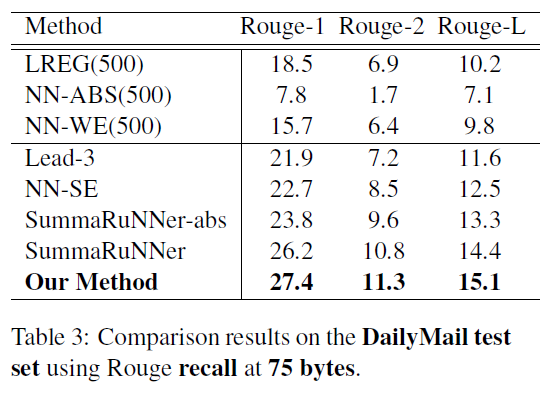 Method Rouge-1 Rouge-2 Rouge-L
LREG(500) 18.5 6.9 10.2
NN-ABS(500) 7.8 1.7 7.1
NN-WE(500) 15.7 6.4 9.8
Lead-3 21.9 7.2 11.6
NN-SE 22.7 8.5 12.5
SummaRuNNer-abs 23.8 9.6 13.3
SummaRuNNer 26.2 10.8 14.4
Our Method 27.4 11.3 15.1
Table 3: Comparison results on the DailyMail test
set using Rouge recall at 75 bytes.